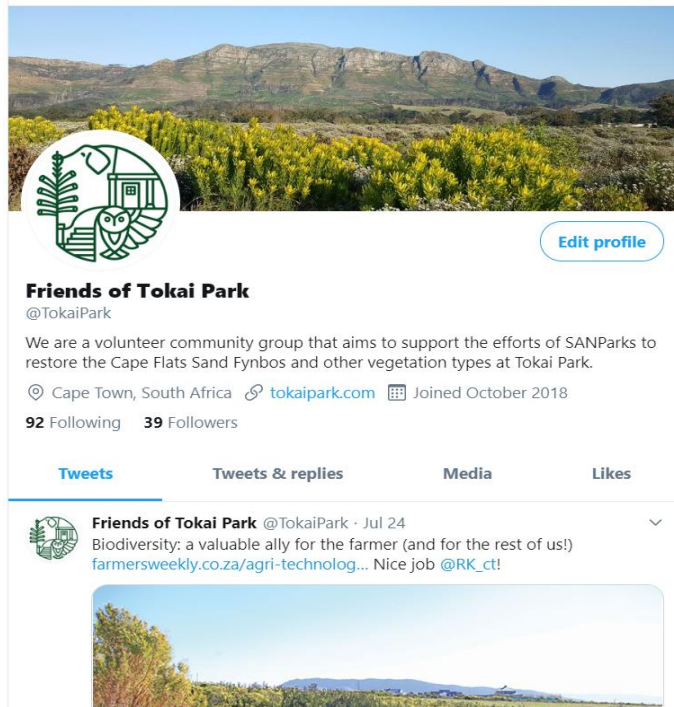 Edit profile
Friends of Tokai Park
@TokaiPark
We are a volunteer community group that aims to support the efforts of SANParks to
restore the Cape Flats Sand Fynbos and other vegetation types at Tokai Park.
Cape Town, South Africa tokaipark.com Joined October 2018
92 Following 39 Followers
Tweets Tweets & replies Media Likes
Friends of Tokai Park @TokaiPark · Jul 24
Biodiversity: a valuable ally for the farmer (and for the rest of us!)
farmersweekly.co.za/agri-technolog... Nice job @RK_ct!